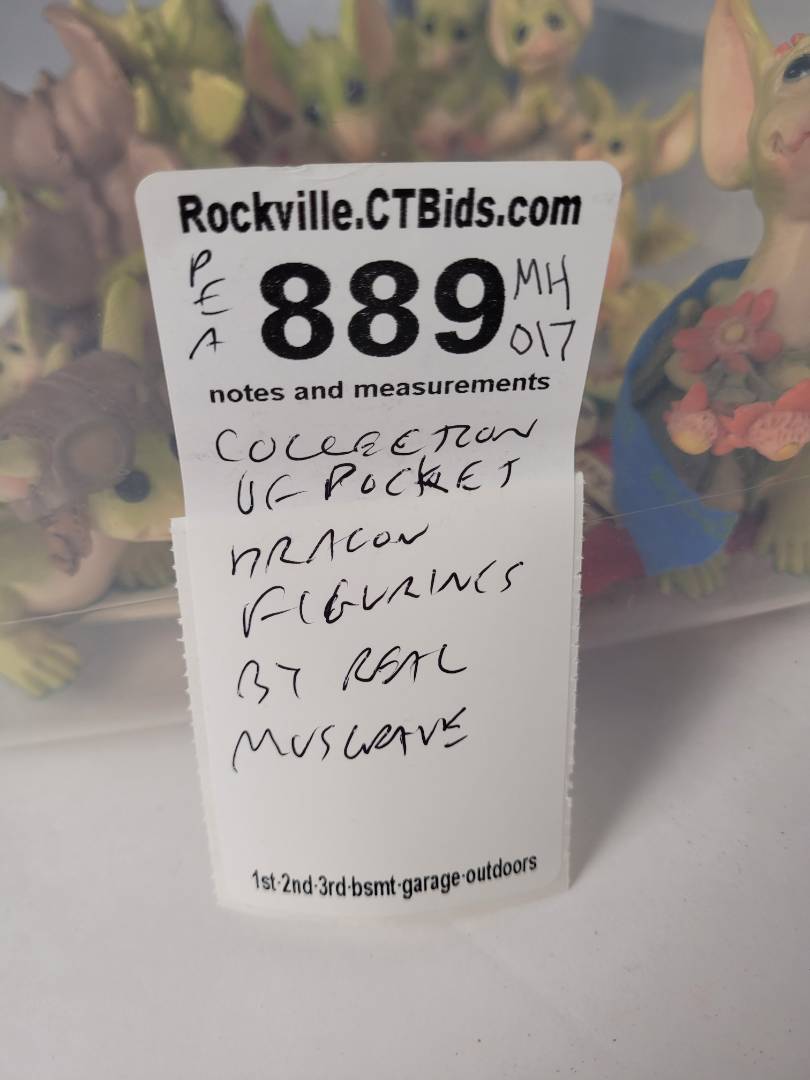 Rockville.CTBids.com
PEA 889 MH 017
notes and measurements
COLLECTION
OF POCKET
DRAGON
FIGURINES
BY REAL
MUSGRAVE
1st·2nd·3rd·bsmt·garage·outdoors